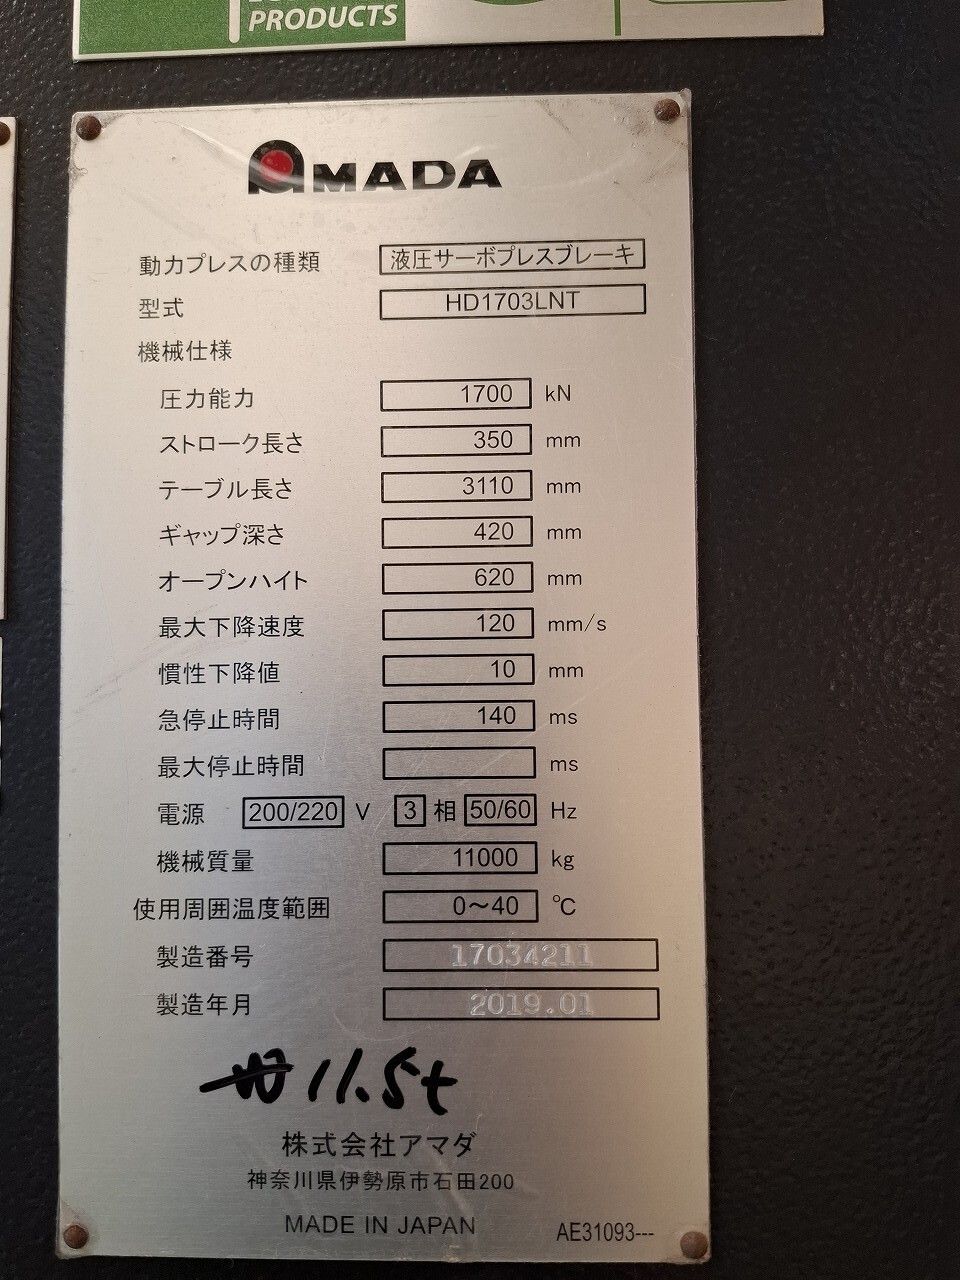 PRODUCTS
AMADA
動力プレスの種類 液圧サーボプレスブレーキ
型式 HD1703LNT
機械仕様
圧力能力 1700 kN
ストローク長さ 350 mm
テーブル長さ 3110 mm
ギャップ深さ 420 mm
オープンハイト 620 mm
最大下降速度 120 mm/s
慣性下降値 10 mm
急停止時間 140 ms
最大停止時間 ms
電源 200/220 V 3 相 50/60 Hz
機械質量 11000 kg
使用周囲温度範囲 0～40 ℃
製造番号 17034211
製造年月 2019.01
11.5t
株式会社アマダ
神奈川県伊勢原市石田200
MADE IN JAPAN AE31093---